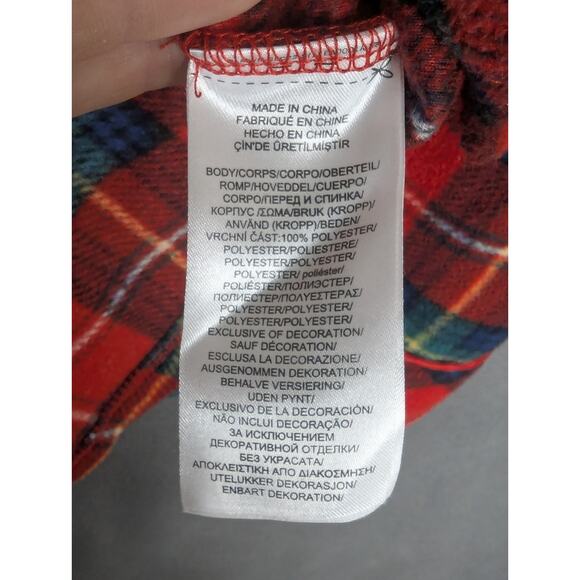 MADE IN CHINA
FABRIQUÉ EN CHINE
HECHO EN CHINA
ÇİN'DE ÜRETİLMİŞTİR
BODY/CORPS/CORPO/OBERTEIL/
ROMP/HOVEDDEL/CUERPO/
CORPO/ПЕРЕД И СПИНКА/
КОРПУС /ΣΩΜΑ/BRUK (KROPP)/
ANVÄND (KROPP)/BEDEN/
VRCHNÍ ČÁST:100% POLYESTER/
POLYESTER/POLIESTERE/
POLYESTER/POLYESTER/
POLYESTER/ poliéster/
POLIÉSTER/ПОЛИЭСТЕР/
ПОЛИЕСТЕР/ΠΟΛΥΕΣΤΕΡΑΣ/
POLYESTER/POLYESTER/
POLYESTER/POLYESTER/
EXCLUSIVE OF DECORATION/
SAUF DÉCORATION/
ESCLUSA LA DECORAZIONE/
AUSGENOMMEN DEKORATION/
BEHALVE VERSIERING/
UDEN PYNT/
EXCLUSIVO DE LA DECORACIÓN/
NÃO INCLUI DECORAÇÃO/
ЗА ИСКЛЮЧЕНИЕМ
ДЕКОРАТИВНОЙ ОТДЕЛКИ/
БЕЗ УКРАСАТА/
ΑΠΟΚΛΕΙΣΤΙΚΗ ΑΠΟ ΔΙΑΚΟΣΜΗΣΗ/
UTELUKKER DEKORASJON/
ENBART DEKORATION/